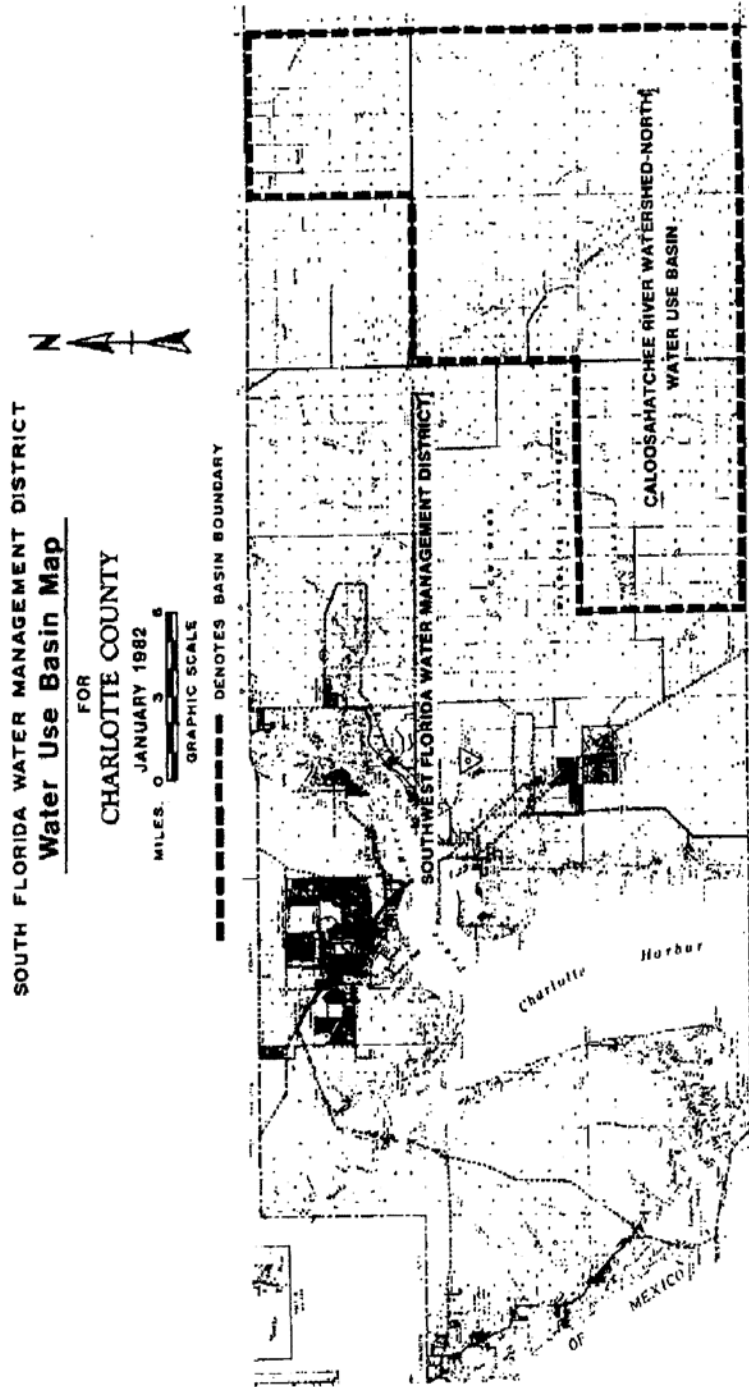 SOUTH FLORIDA WATER MANAGEMENT DISTRICT
Water Use Basin Map
FOR
CHARLOTTE COUNTY
JANUARY 1982
MILES 0 3 6
GRAPHIC SCALE
DENOTES BASIN BOUNDARY
N
SOUTHWEST FLORIDA WATER MANAGEMENT DISTRICT
WILDLIFE MANAGEMENT
CALOOSAHATCHEE RIVER WATERSHED-NORTH
WATER USE BASIN
Charlotte Harbor
OF MEXICO